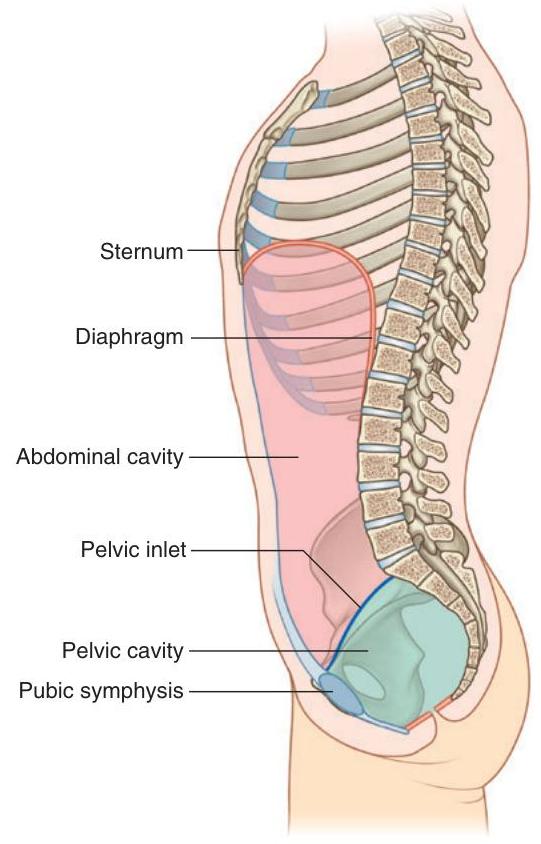 Sternum
Diaphragm
Abdominal cavity
Pelvic inlet
Pelvic cavity
Pubic symphysis